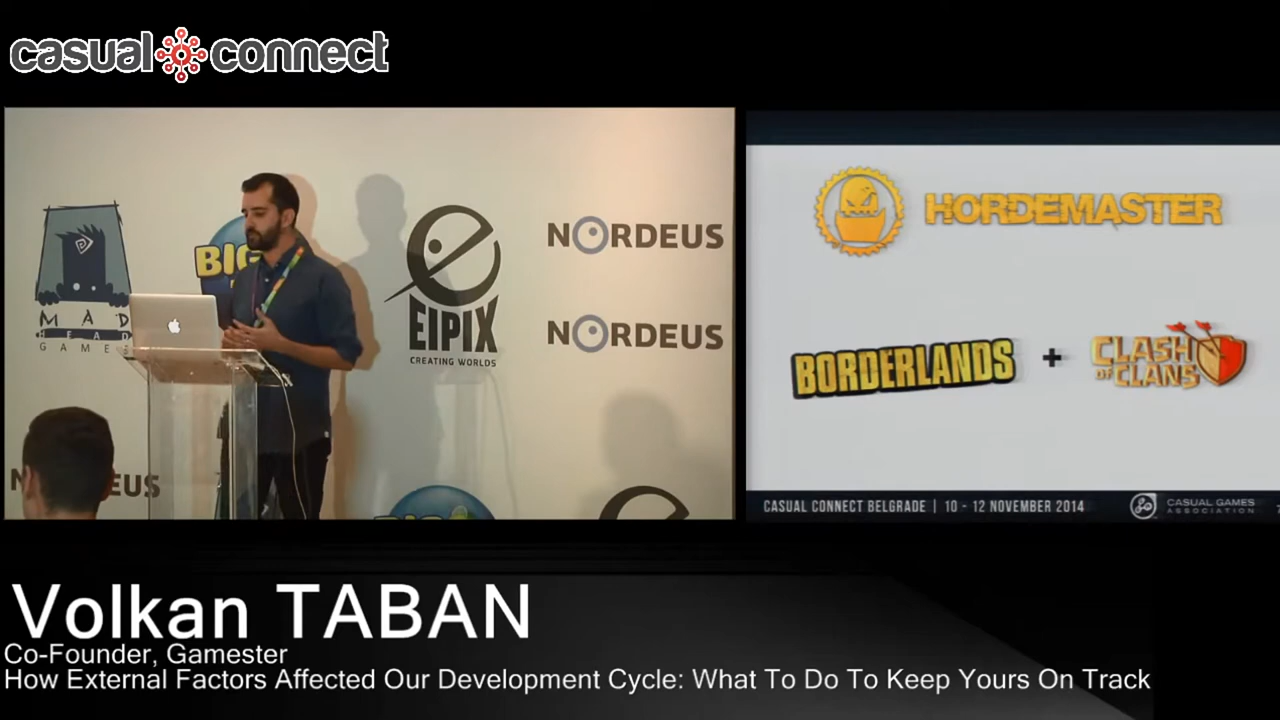 casual connect
MAD
HEAD
GAMES
BIG
EIPIX
CREATING WORLDS
NORDEUS
NORDEUS
EUS
HORDEMASTER
BORDERLANDS + CLASH OF CLANS
CASUAL CONNECT BELGRADE | 10 - 12 NOVEMBER 2014
CASUAL GAMES
ASSOCIATION
Volkan TABAN
Co-Founder, Gamester
How External Factors Affected Our Development Cycle: What To Do To Keep Yours On Track